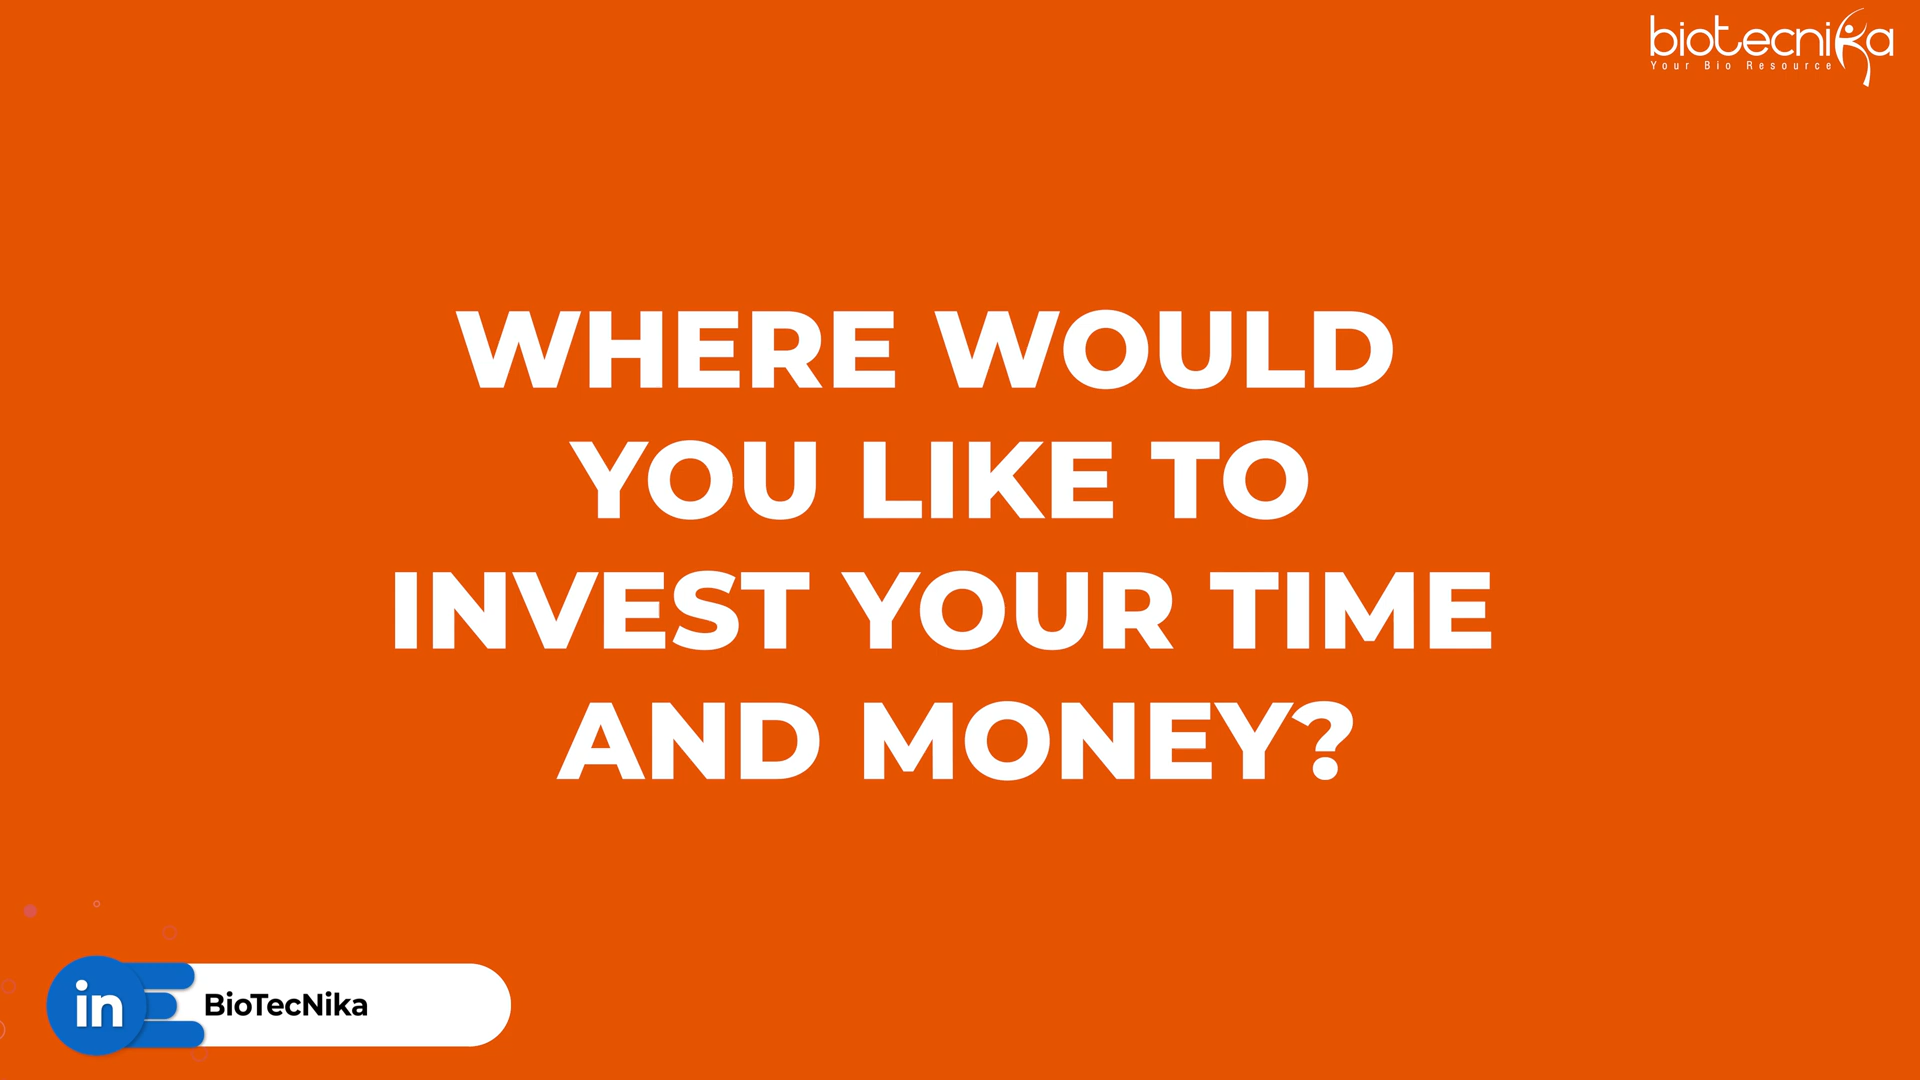 biotecnika
Your Bio Resource
WHERE WOULD
YOU LIKE TO
INVEST YOUR TIME
AND MONEY?
in
BioTecNika